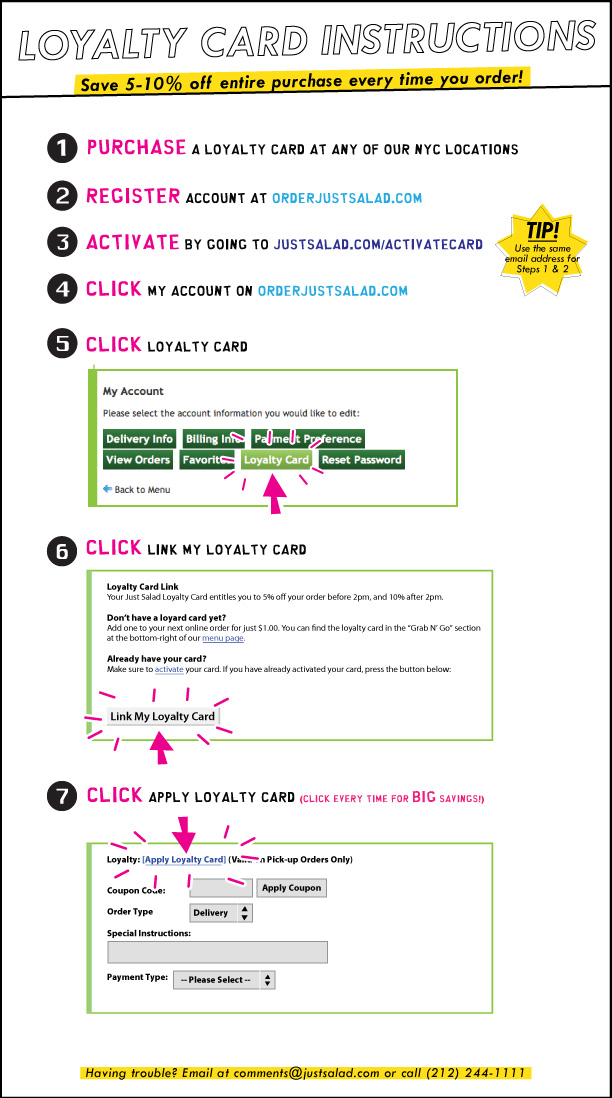 LOYALTY CARD INSTRUCTIONS
Save 5-10% off entire purchase every time you order!
1 PURCHASE A LOYALTY CARD AT ANY OF OUR NYC LOCATIONS
2 REGISTER ACCOUNT AT ORDERJUSTSALAD.COM
3 ACTIVATE BY GOING TO JUSTSALAD.COM/ACTIVATECARD
TIP!
Use the same
email address for
Steps 1 & 2
4 CLICK MY ACCOUNT ON ORDERJUSTSALAD.COM
5 CLICK LOYALTY CARD
My Account
Please select the account information you would like to edit:
Delivery Info Billing Info Payment Preference
View Orders Favorites Loyalty Card Reset Password
Back to Menu
6 CLICK LINK MY LOYALTY CARD
Loyalty Card Link
Your Just Salad Loyalty Card entitles you to 5% off your order before 2pm, and 10% after 2pm.
Don't have a loyard card yet?
Add one to your next online order for just $1.00. You can find the loyalty card in the "Grab N' Go" section
at the bottom-right of our menu page.
Already have your card?
Make sure to activate your card. If you have already activated your card, press the button below:
Link My Loyalty Card
7 CLICK APPLY LOYALTY CARD (CLICK EVERY TIME FOR BIG SAVINGS!)
Loyalty: [Apply Loyalty Card] (Valid on Pick-up Orders Only)
Coupon Code: Apply Coupon
Order Type Delivery
Special Instructions:
Payment Type: -- Please Select --
Having trouble? Email at comments@justsalad.com or call (212) 244-1111